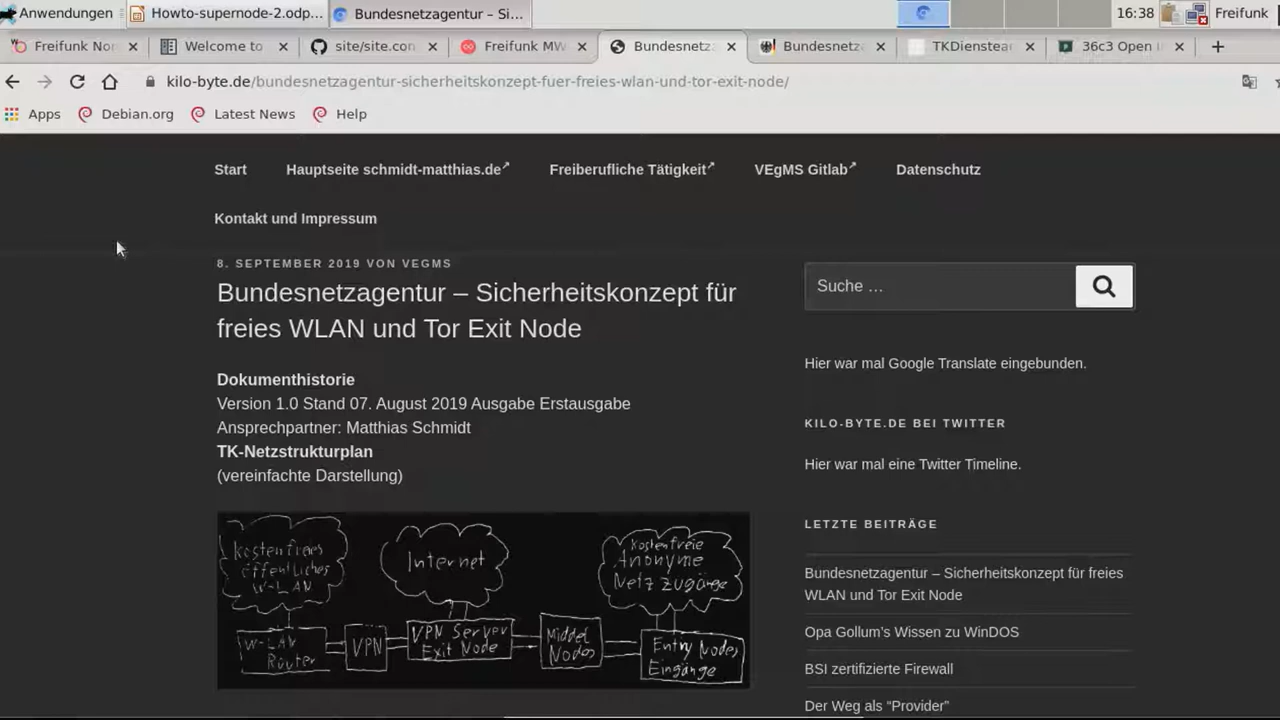 Anwendungen
Howto-supernode-2.odp...
Bundesnetzagentur – Si...
16:38
Freifunk
Freifunk Nor
Welcome to
site/site.con
Freifunk MW
Bundesnetza
Bundesnetz
TKDienstea
36c3 Open I
kilo-byte.de/bundesnetzagentur-sicherheitskonzept-fuer-freies-wlan-und-tor-exit-node/
Apps
Debian.org
Latest News
Help
Start
Hauptseite schmidt-matthias.de
Freiberufliche Tätigkeit
VEgMS Gitlab
Datenschutz
Kontakt und Impressum
8. SEPTEMBER 2019 VON VEGMS
Bundesnetzagentur – Sicherheitskonzept für
freies WLAN und Tor Exit Node
Dokumenthistorie
Version 1.0 Stand 07. August 2019 Ausgabe Erstausgabe
Ansprechpartner: Matthias Schmidt
TK-Netzstrukturplan
(vereinfachte Darstellung)
kostenfreies
öffentliches
W-LAN
Internet
Kostenfreie
Anonyme
Netz Zugänge
W-LAN
Router
VPN
VPN Server
Exit Node
Middel
Nodes
Entry Nodes
Eingänge
Suche …
Hier war mal Google Translate eingebunden.
KILO-BYTE.DE BEI TWITTER
Hier war mal eine Twitter Timeline.
LETZTE BEITRÄGE
Bundesnetzagentur – Sicherheitskonzept für freies
WLAN und Tor Exit Node
Opa Gollum's Wissen zu WinDOS
BSI zertifizierte Firewall
Der Weg als "Provider"